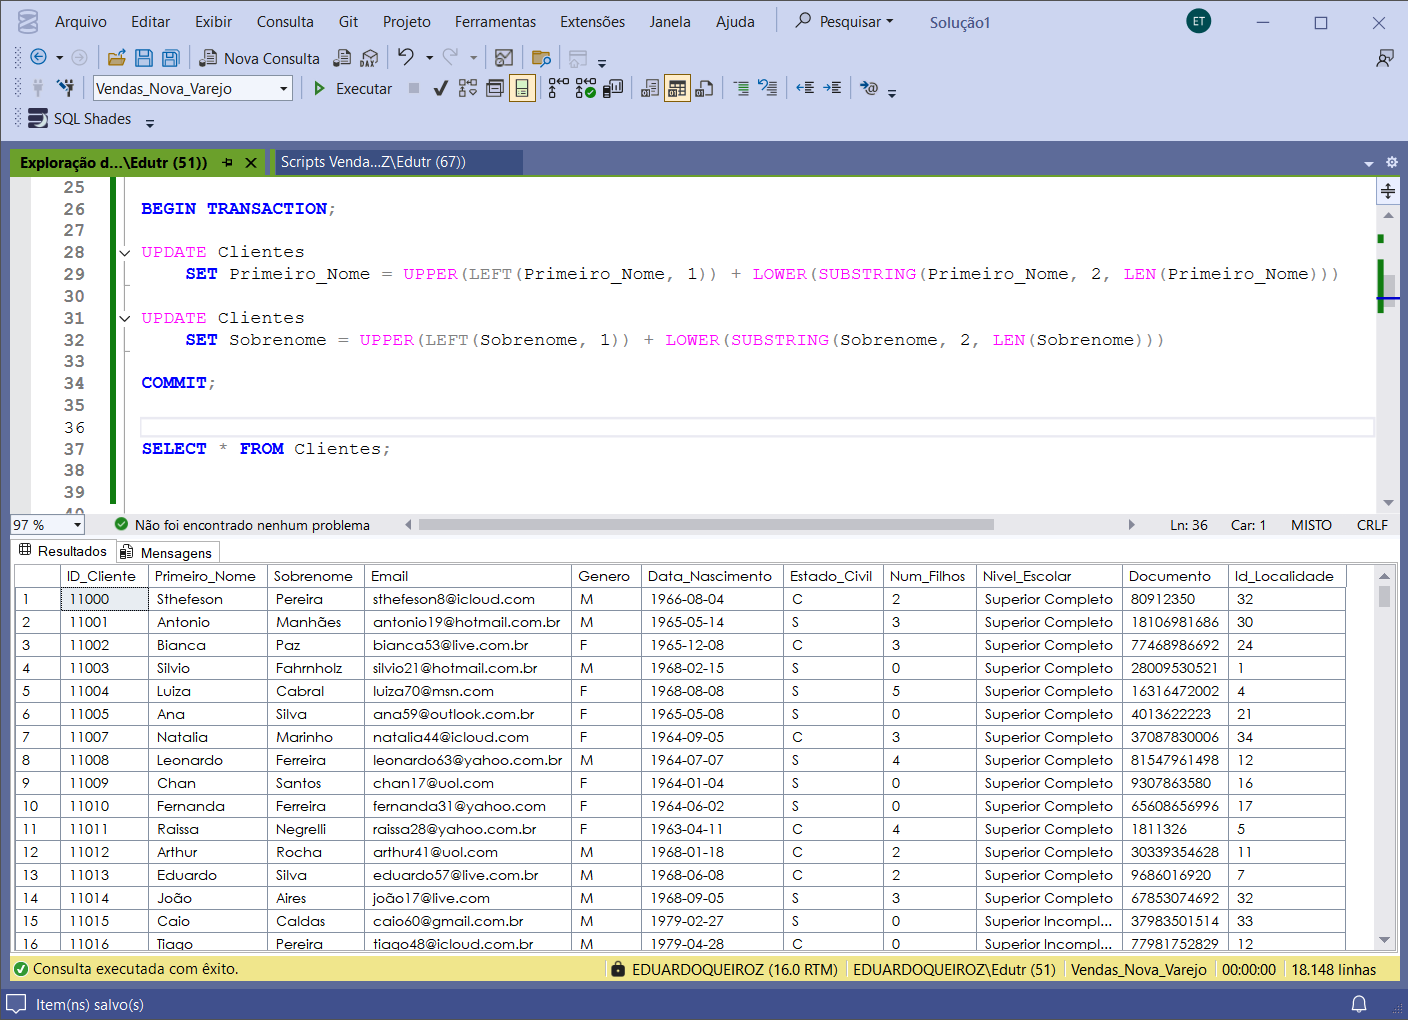 Arquivo Editar Exibir Consulta Git Projeto Ferramentas Extensões Janela Ajuda Pesquisar Solução1 ET
Nova Consulta DAX
Vendas_Nova_Varejo Executar
SQL Shades
Exploração d...\Edutr (51)) Scripts Venda...Z\Edutr (67))
25
26 BEGIN TRANSACTION;
27
28 UPDATE Clientes
29 SET Primeiro_Nome = UPPER(LEFT(Primeiro_Nome, 1)) + LOWER(SUBSTRING(Primeiro_Nome, 2, LEN(Primeiro_Nome)))
30
31 UPDATE Clientes
32 SET Sobrenome = UPPER(LEFT(Sobrenome, 1)) + LOWER(SUBSTRING(Sobrenome, 2, LEN(Sobrenome)))
33
34 COMMIT;
35
36
37 SELECT * FROM Clientes;
38
39
40
97 % Não foi encontrado nenhum problema Ln: 36 Car: 1 MISTO CRLF
Resultados Mensagens
ID_Cliente Primeiro_Nome Sobrenome Email Genero Data_Nascimento Estado_Civil Num_Filhos Nivel_Escolar Documento Id_Localidade
1 11000 Sthefeson Pereira sthefeson8@icloud.com M 1966-08-04 C 2 Superior Completo 80912350 32
2 11001 Antonio Manhães antonio19@hotmail.com.br M 1965-05-14 S 3 Superior Completo 18106981686 30
3 11002 Bianca Paz bianca53@live.com.br F 1965-12-08 C 3 Superior Completo 77468986692 24
4 11003 Silvio Fahrnholz silvio21@hotmail.com.br M 1968-02-15 S 0 Superior Completo 28009530521 1
5 11004 Luiza Cabral luiza70@msn.com F 1968-08-08 S 5 Superior Completo 16316472002 4
6 11005 Ana Silva ana59@outlook.com.br F 1965-05-08 S 0 Superior Completo 4013622223 21
7 11007 Natalia Marinho natalia44@icloud.com F 1964-09-05 C 3 Superior Completo 37087830006 34
8 11008 Leonardo Ferreira leonardo63@yahoo.com.br M 1964-07-07 S 4 Superior Completo 81547961498 12
9 11009 Chan Santos chan17@uol.com F 1964-01-04 S 0 Superior Completo 9307863580 16
10 11010 Fernanda Ferreira fernanda31@yahoo.com F 1964-06-02 S 0 Superior Completo 65608656996 17
11 11011 Raissa Negrelli raissa28@yahoo.com.br F 1963-04-11 C 4 Superior Completo 1811326 5
12 11012 Arthur Rocha arthur41@uol.com M 1968-01-18 C 2 Superior Completo 30339354628 11
13 11013 Eduardo Silva eduardo57@live.com.br M 1968-06-08 C 2 Superior Completo 9686016920 7
14 11014 João Aires joão17@live.com M 1968-09-05 S 3 Superior Completo 67853074692 32
15 11015 Caio Caldas caio60@gmail.com.br M 1979-02-27 S 0 Superior Incompl... 37983501514 33
16 11016 Tiago Pereira tiago48@icloud.com.br M 1979-04-28 C 0 Superior Incompl... 77981752829 12
Consulta executada com êxito. EDUARDOQUEIROZ (16.0 RTM) EDUARDOQUEIROZ\Edutr (51) Vendas_Nova_Varejo 00:00:00 18.148 linhas
Item(ns) salvo(s)